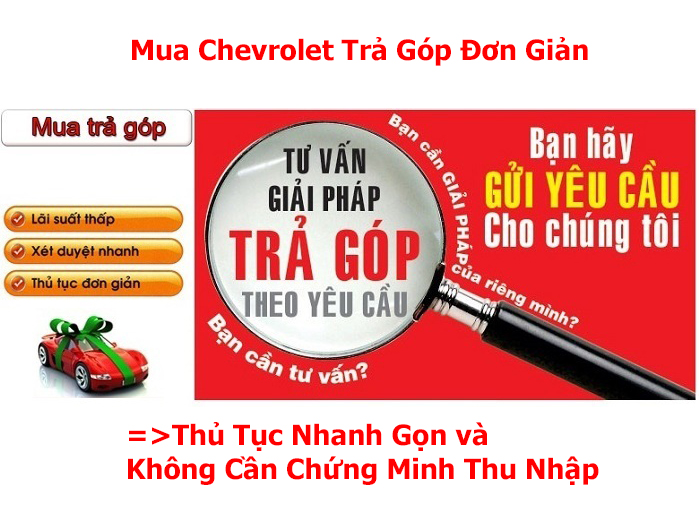 Mua Chevrolet Trả Góp Đơn Giản
Mua trả góp
Lãi suất thấp
Xét duyệt nhanh
Thủ tục đơn giản
TƯ VẤN
GIẢI PHÁP
TRẢ GÓP
THEO YÊU CẦU
Bạn cần tư vấn?
Bạn cần GIẢI PHÁP của riêng mình?
Bạn hãy
GỬI YÊU CẦU
Cho chúng tôi
=>Thủ Tục Nhanh Gọn và
Không Cần Chứng Minh Thu Nhập